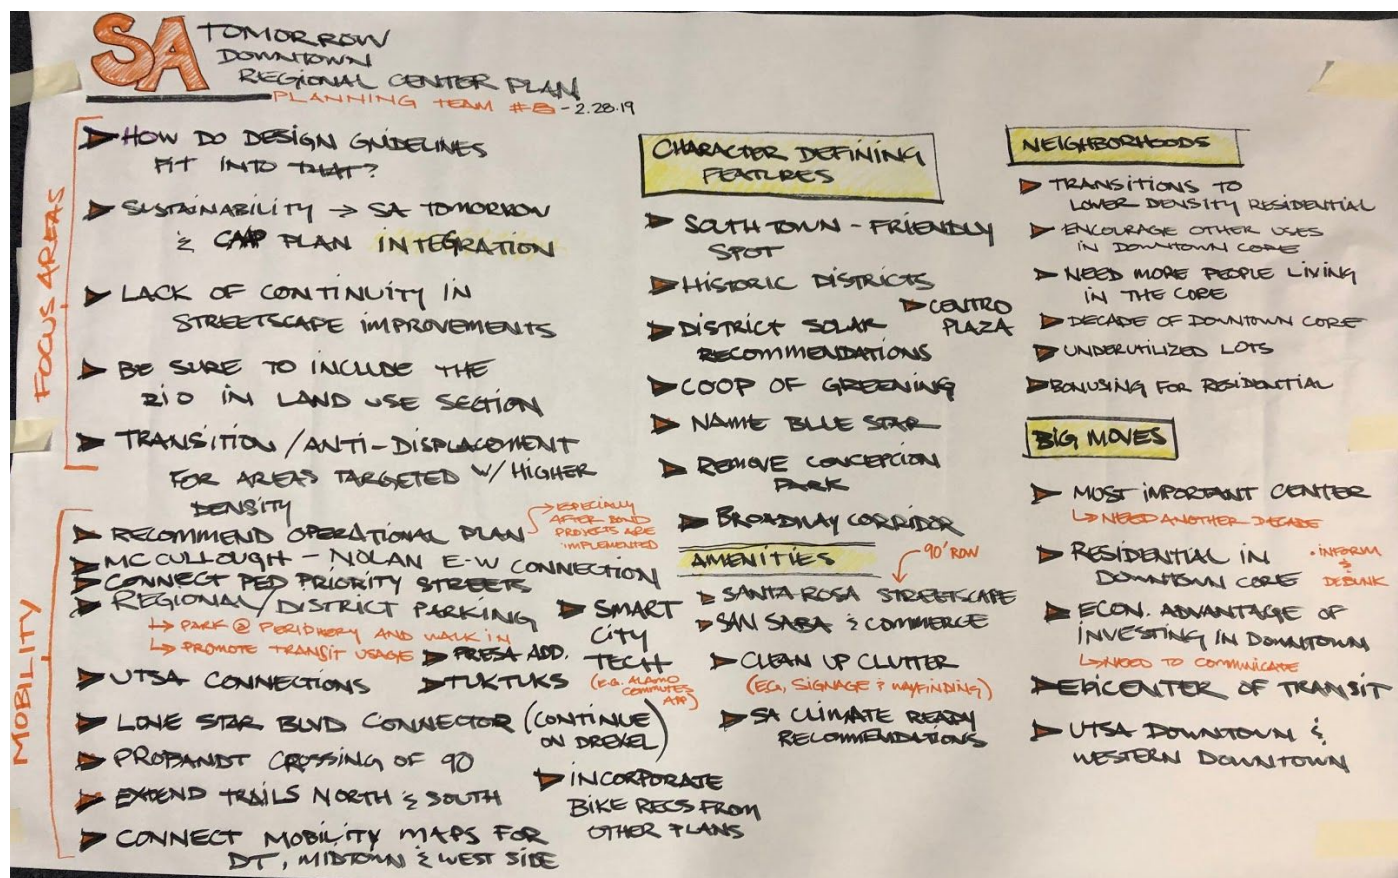 SA TOMORROW
DOWNTOWN
REGIONAL CENTER PLAN
PLANNING TEAM #8 - 2.28.19
FOCUS AREAS
HOW DO DESIGN GUIDELINES
FIT INTO THAT?
SUSTAINABILITY → SA TOMORROW
& CAAP PLAN INTEGRATION
LACK OF CONTINUITY IN
STREETSCAPE IMPROVEMENTS
BE SURE TO INCLUDE THE
RIO IN LAND USE SECTION
TRANSITION/ANTI-DISPLACEMENT
FOR AREAS TARGETED W/HIGHER
DENSITY
MOBILITY
RECOMMEND OPERATIONAL PLAN
→ ESPECIALLY
AFTER BOND
PROJECTS ARE
IMPLEMENTED
MCCULLOUGH - NOLAN E-W CONNECTION
CONNECT PED PRIORITY STREETS
REGIONAL/DISTRICT PARKING
↳ PARK @ PERIPHERY AND WALK IN
↳ PROMOTE TRANSIT USAGE
PRESA ADD.
SMART
CITY
TECH
(E.G. ALAMO
COMMUTES
APP)
UTSA CONNECTIONS
TUKTUKS
LONE STAR BLVD CONNECTOR (CONTINUE
ON DREXEL)
PROBANDT CROSSING OF 90
EXTEND TRAILS NORTH & SOUTH
INCORPORATE
BIKE RECS FROM
OTHER PLANS
CONNECT MOBILITY MAPS FOR
DT, MIDTOWN & WEST SIDE
CHARACTER DEFINING
FEATURES
SOUTHTOWN - FRIENDLY
SPOT
HISTORIC DISTRICTS
CENTRO
PLAZA
DISTRICT SOLAR
RECOMMENDATIONS
COOP OF GREENING
NAME BLUE STAR
REMOVE CONCEPCION
PARK
BROADWAY CORRIDOR
AMENITIES
90' ROW
SANTA ROSA STREETSCAPE
SAN SABA & COMMERCE
CLEAN UP CLUTTER
(EG, SIGNAGE & WAYFINDING)
SA CLIMATE READY
RECOMMENDATIONS
NEIGHBORHOODS
TRANSITIONS TO
LOWER DENSITY RESIDENTIAL
ENCOURAGE OTHER USES
IN DOWNTOWN CORE
NEED MORE PEOPLE LIVING
IN THE CORE
DECADE OF DOWNTOWN CORE
UNDERUTILIZED LOTS
BONUSING FOR RESIDENTIAL
BIG MOVES
MOST IMPORTANT CENTER
↳ NEED ANOTHER DECADE
RESIDENTIAL IN
DOWNTOWN CORE
• INFORM
&
DEBUNK
ECON. ADVANTAGE OF
INVESTING IN DOWNTOWN
↳ NEED TO COMMUNICATE
EPICENTER OF TRANSIT
UTSA DOWNTOWN &
WESTERN DOWNTOWN